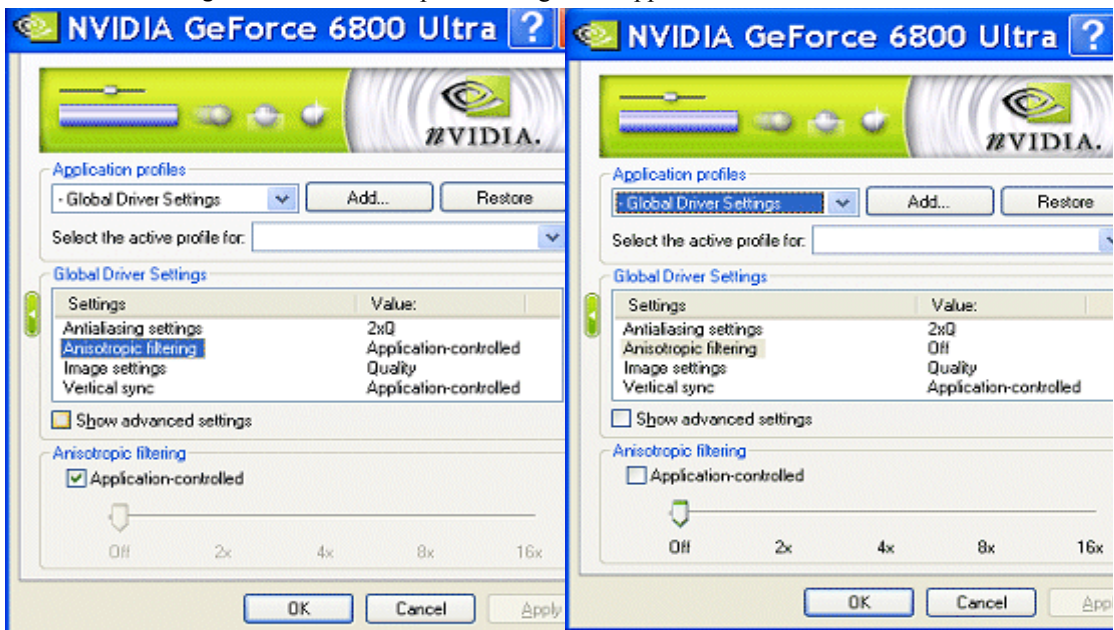 NVIDIA GeForce 6800 Ultra ?
nVIDIA.
Application profiles
- Global Driver Settings
Add...
Restore
Select the active profile for:
Global Driver Settings
Settings Value:
Antialiasing settings 2xQ
Anisotropic filtering Application-controlled
Image settings Quality
Vertical sync Application-controlled
Show advanced settings
Anisotropic filtering
Application-controlled
Off 2x 4x 8x 16x
OK Cancel Apply
NVIDIA GeForce 6800 Ultra ?
nVIDIA.
Application profiles
- Global Driver Settings
Add...
Restore
Select the active profile for:
Global Driver Settings
Settings Value:
Antialiasing settings 2xQ
Anisotropic filtering Off
Image settings Quality
Vertical sync Application-controlled
Show advanced settings
Anisotropic filtering
Application-controlled
Off 2x 4x 8x 16x
OK Cancel App